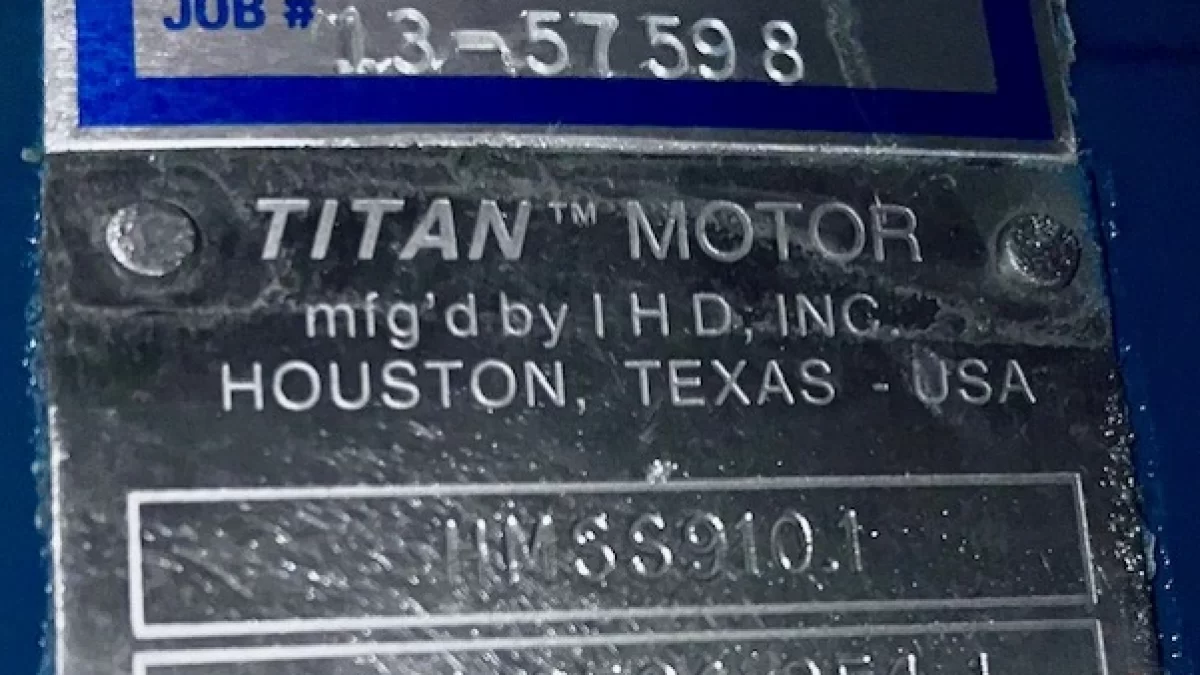 JOB # 13-57598
TITAN™ MOTOR
mfg'd by I H D, INC.
HOUSTON, TEXAS - USA
HMSS910.1